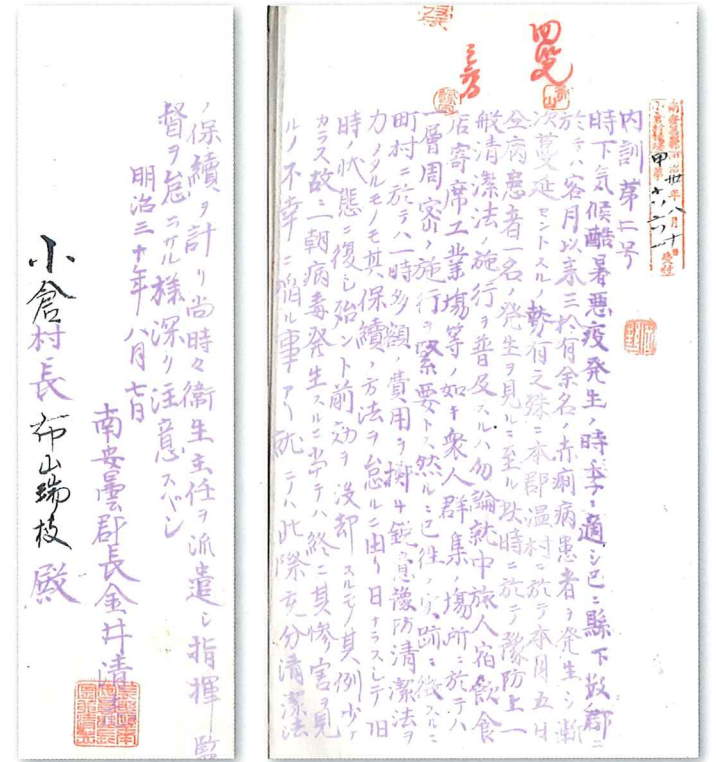 内訓第二号
時下気候酷暑悪疫発生ノ時季ニ適シ已ニ縣下数郡ニ
於テハ客月以来三於有余名ノ赤痢病患者ヲ発生シ漸
次蔓延セントスルノ勢有之殊ニ本郡温村ニ於テ本月五日
全病患者一名ノ発生ヲ見ルニ至ル此時ニ於テ豫防上一
般清潔法ノ施行ヲ普及スルハ勿論就中旅人宿飲食
店寄席工業場等ノ如キ衆人群集ノ場所ニ於テハ
一層周密ノ施行ヲ緊要トス然ルニ已往ノ実跡ニ徴スルニ
町村ニ於テハ一時多額ノ費用ヲ擲チ鋭意豫防清潔法ヲ
力メタルモノモ其保續ノ方法ヲ怠ルニ由リ日ナラスシテ旧
時ノ状態ニ復シ殆ント前効ヲ没却スルモノ其例少ナ
カラス故ニ一朝病毒発生スルニ当テハ終ニ其惨害ヲ見
ルノ不幸ニ陥ル事アリ就テハ此際充分清潔法
ノ保續ヲ計リ尚時々衛生主任ヲ派遣シ指揮監
督ヲ怠ニサル様深ク注意スベシ
明治三十年八月七日
南安曇郡長金井清
小倉村長布山瑞枝殿
回覧